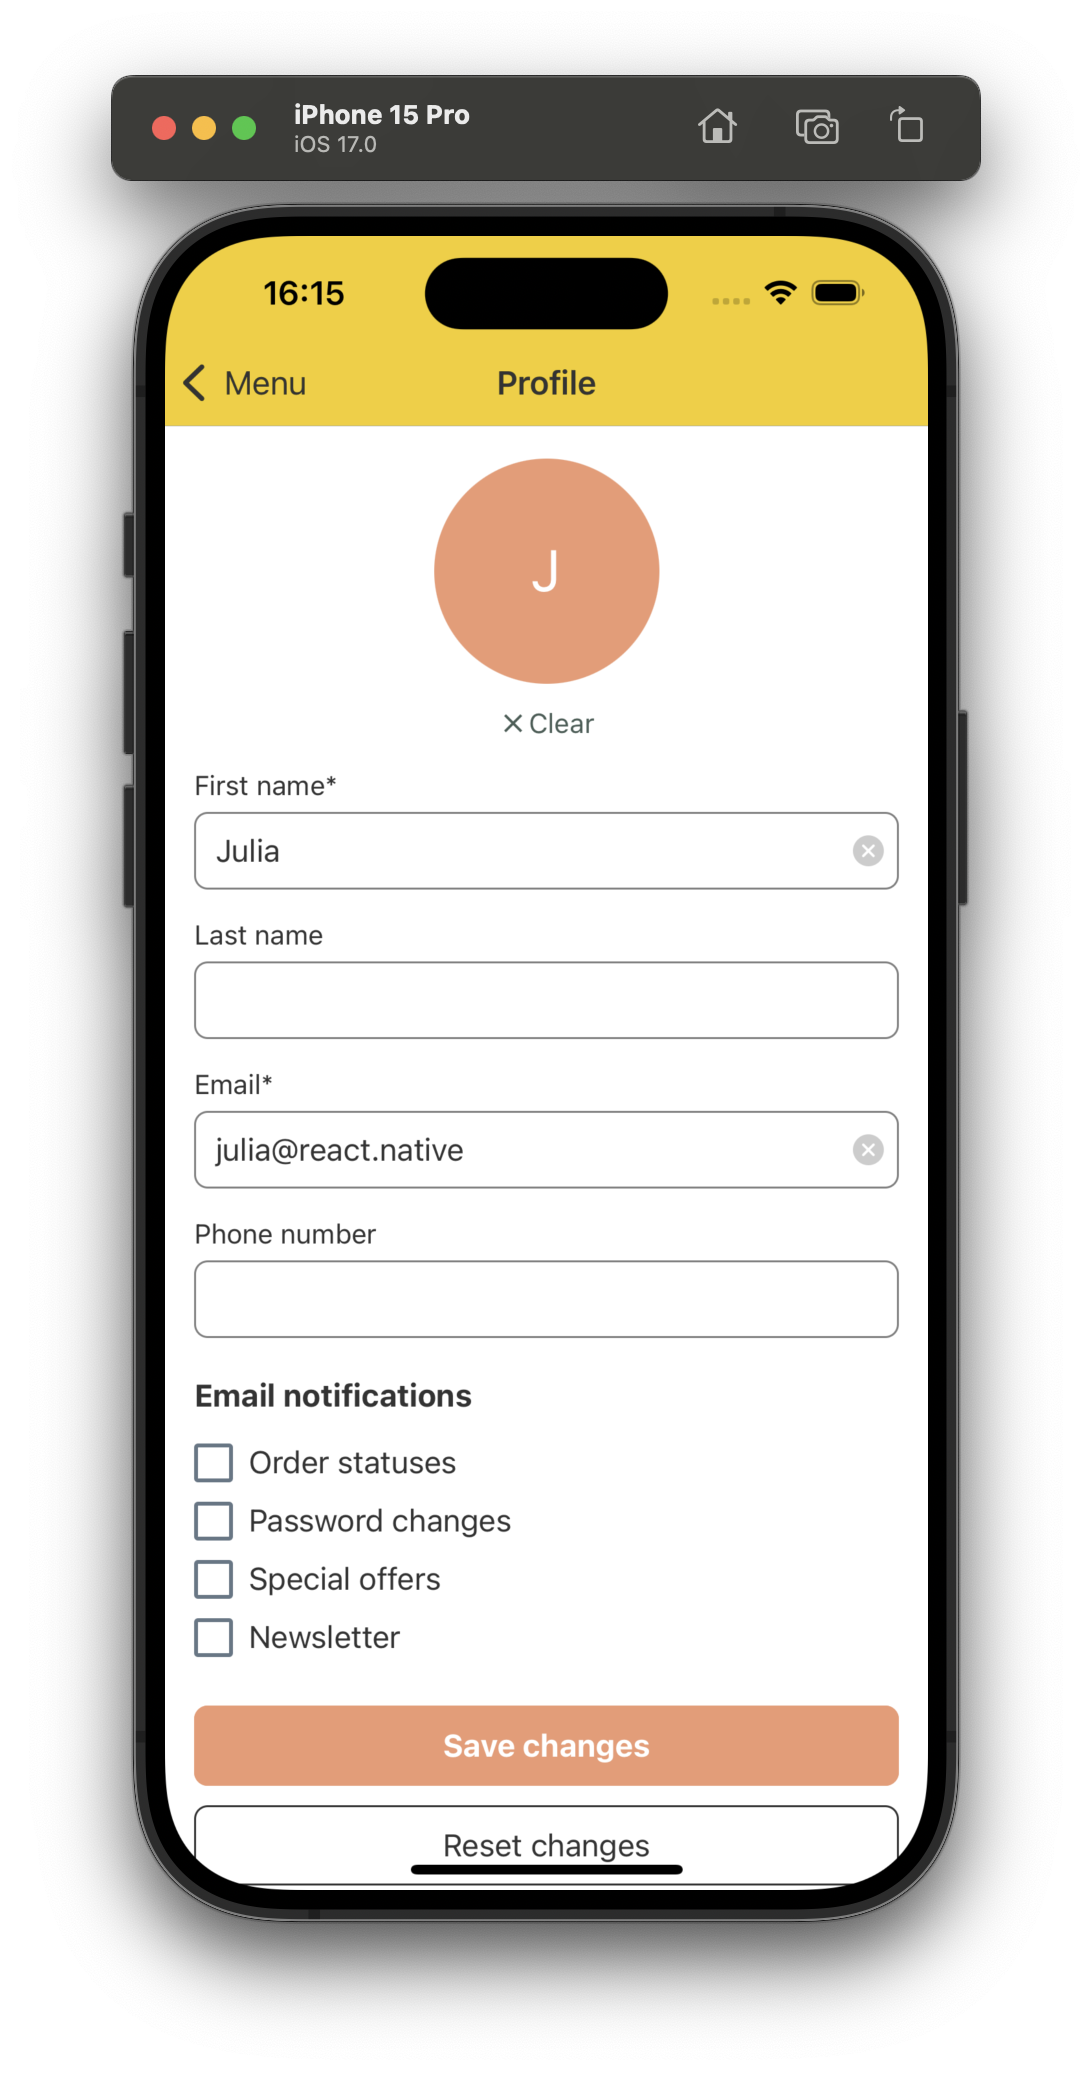 iPhone 15 Pro
iOS 17.0
16:15
Menu
Profile
J
Clear
First name*
Julia
Last name
Email*
julia@react.native
Phone number
Email notifications
Order statuses
Password changes
Special offers
Newsletter
Save changes
Reset changes